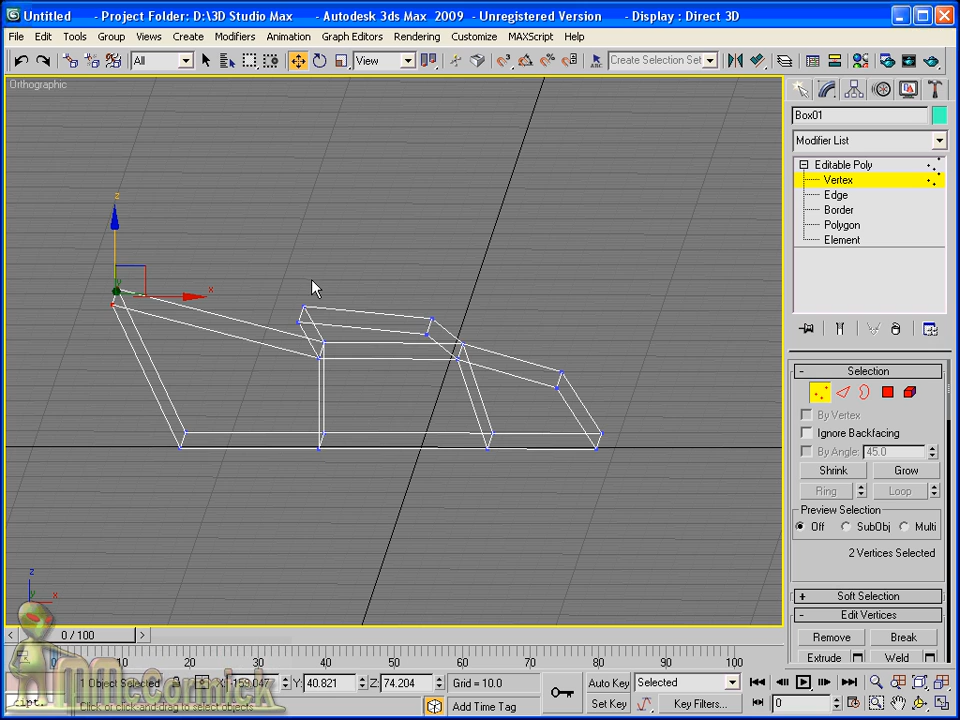 Untitled - Project Folder: D:\3D Studio Max - Autodesk 3ds Max 2009 - Unregistered Version - Display : Direct 3D
File Edit Tools Group Views Create Modifiers Animation Graph Editors Rendering Customize MAXScript Help
All View Create Selection Set
Orthographic
Box01
Modifier List
Editable Poly
Vertex
Edge
Border
Polygon
Element
z
x
Selection
By Vertex
Ignore Backfacing
By Angle: 45.0
Shrink Grow
Ring Loop
Preview Selection
Off SubObj Multi
2 Vertices Selected
Soft Selection
Edit Vertices
Remove Break
Extrude Weld
z
x
0 / 100
10 20 30 40 50 60 70 80 90 100
1 Object Selected X: -159.047 Y: 40.821 Z: 74.204 Grid = 10.0 Auto Key Selected
Click or click-and-drag to select objects Add Time Tag Set Key Key Filters... 0
McCormick